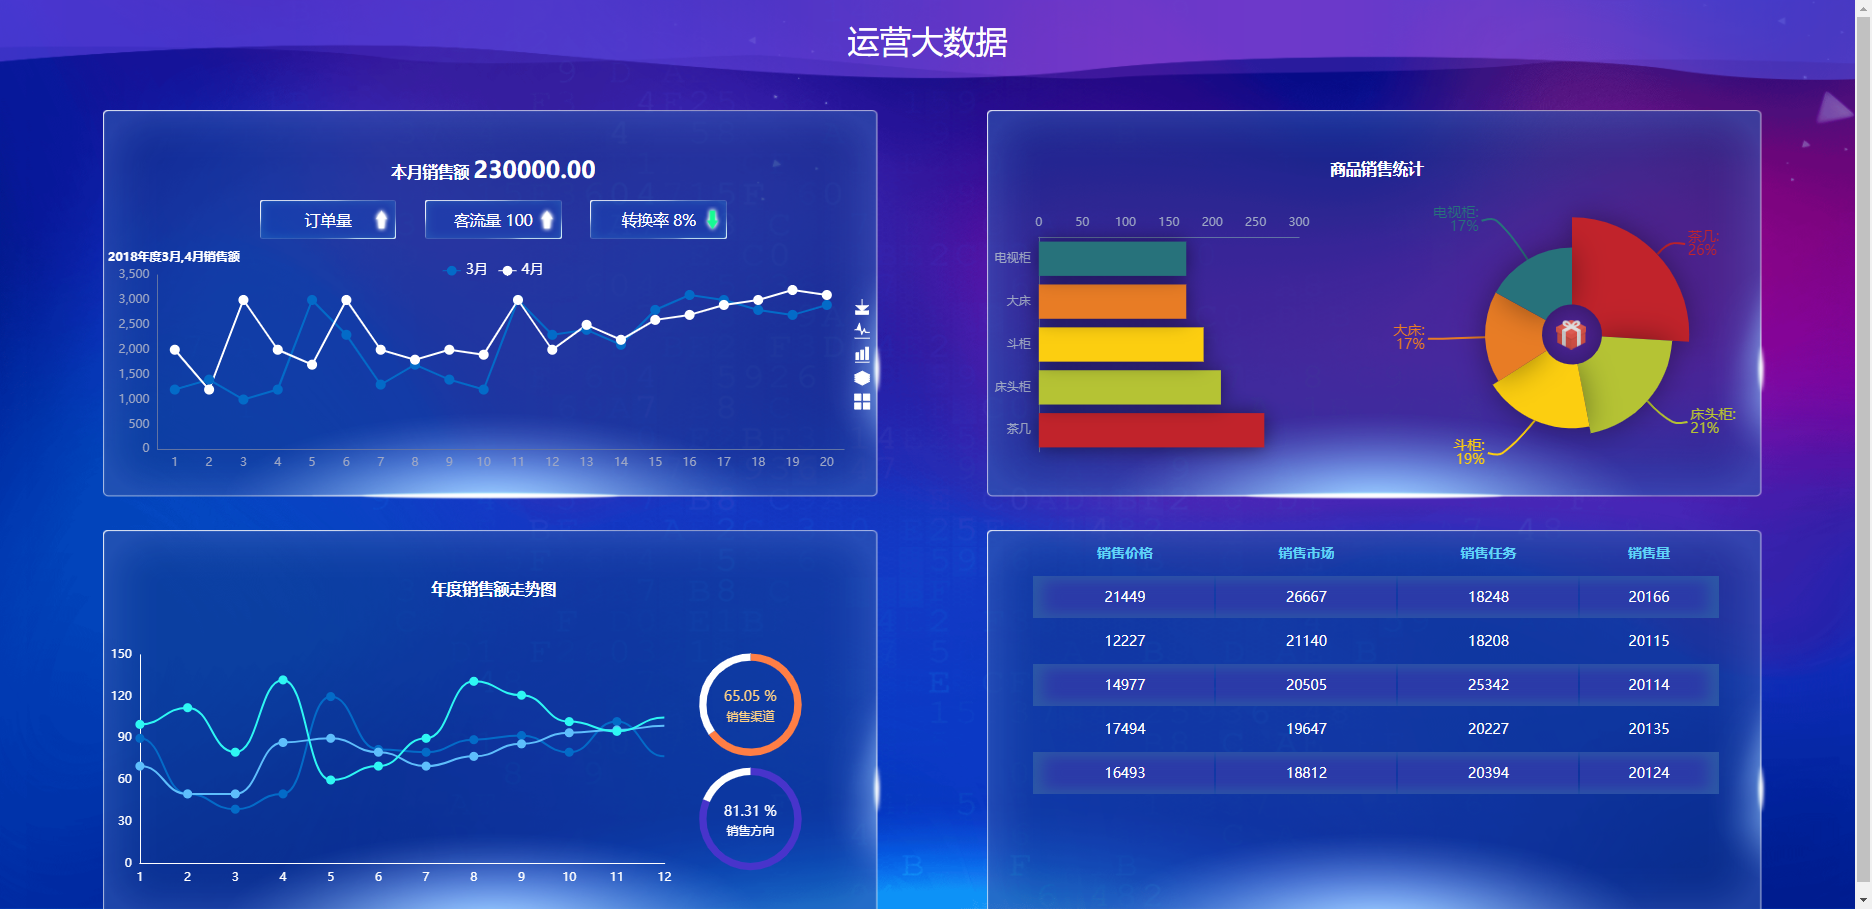 运营大数据
本月销售额 230000.00
订单量
客流量 100
转换率 8%
2018年度3月,4月销售额
3月 4月
3,500
3,000
2,500
2,000
1,500
1,000
500
0
1 2 3 4 5 6 7 8 9 10 11 12 13 14 15 16 17 18 19 20
商品销售统计
0 50 100 150 200 250 300
电视柜
大床
斗柜
床头柜
茶几
电视柜:
17%
茶几:
26%
大床:
17%
床头柜:
21%
斗柜:
19%
年度销售额走势图
150
120
90
60
30
0
1 2 3 4 5 6 7 8 9 10 11 12
65.05 %
销售渠道
81.31 %
销售方向
销售价格 销售市场 销售任务 销售量
21449 26667 18248 20166
12227 21140 18208 20115
14977 20505 25342 20114
17494 19647 20227 20135
16493 18812 20394 20124